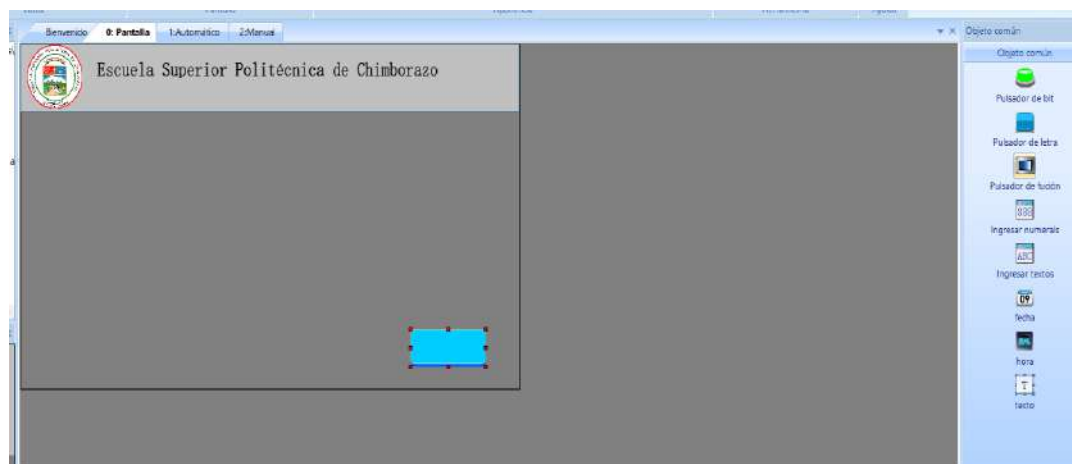 Benvenido
0: Pantalla
1:Automático
2:Manual
Objeto común
Objeto común
Escuela Superior Politécnica de Chimborazo
Pulsador de bit
Pulsador de letra
Pulsador de fución
Ingresar numerals
Ingresar textos
fecha
hora
texto